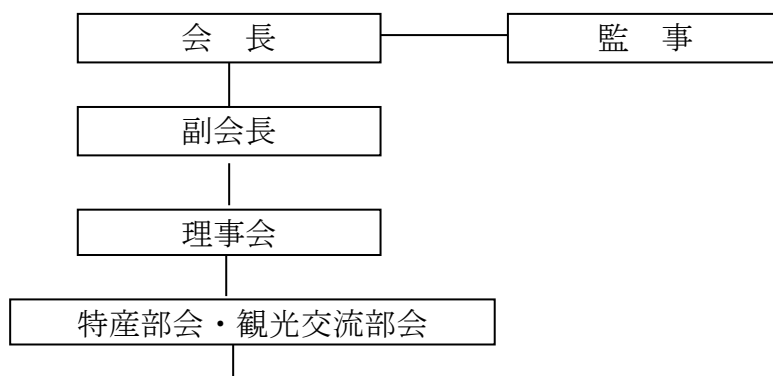 会　長
監　事
副会長
理事会
特産部会・観光交流部会